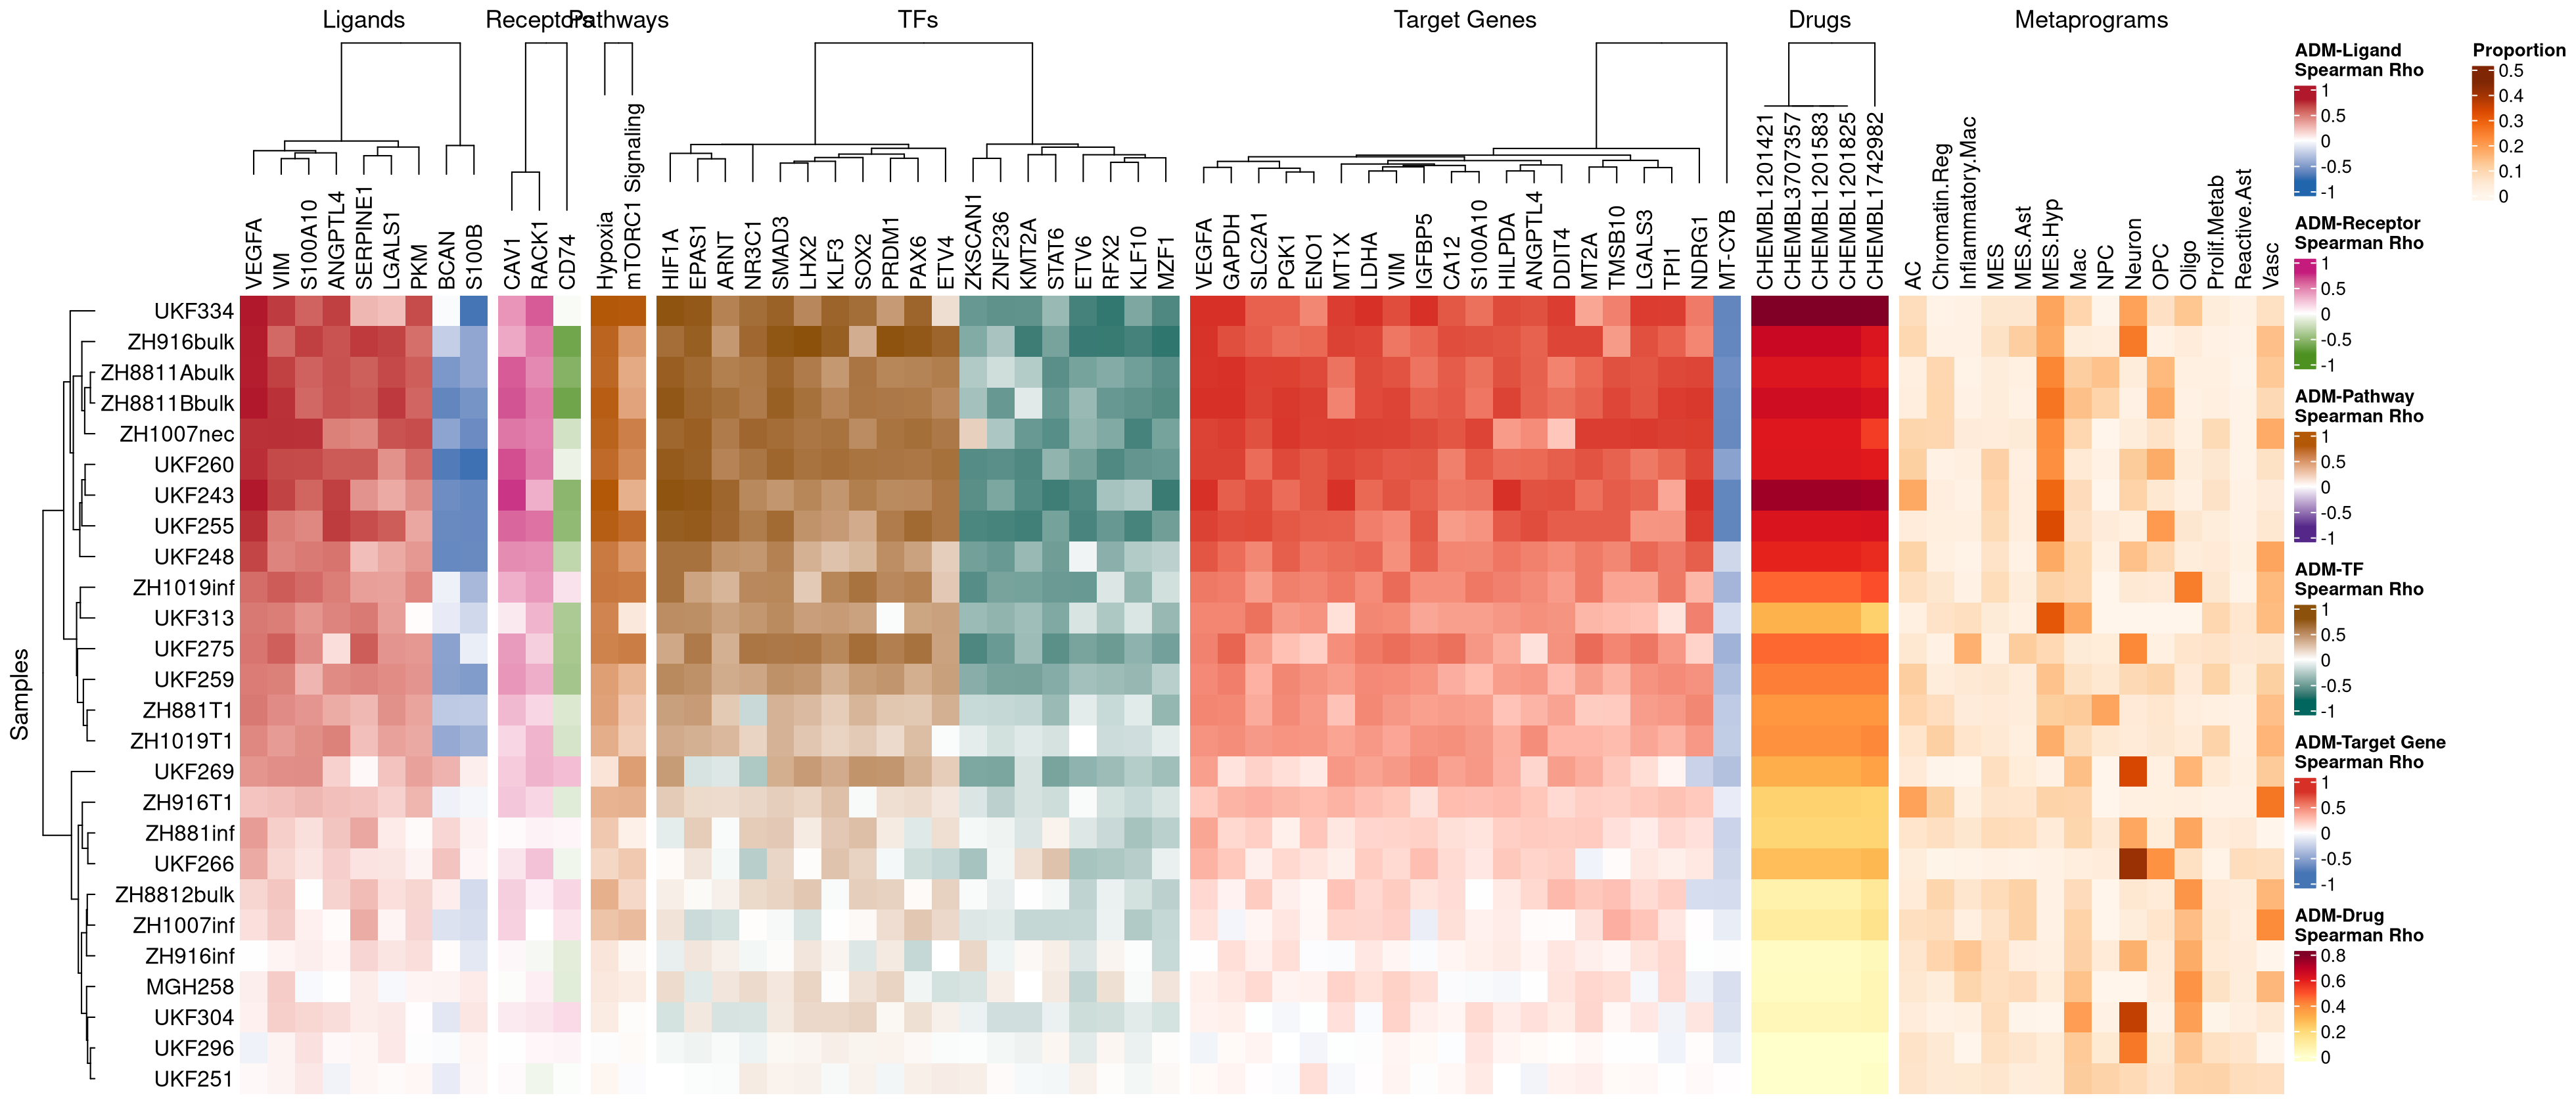 Ligands
Receptors
Pathways
TFs
Target Genes
Drugs
Metaprograms
VEGFA
VIM
S100A10
ANGPTL4
SERPINE1
LGALS1
PKM
BCAN
S100B
CAV1
RACK1
CD74
Hypoxia
mTORC1 Signaling
HIF1A
EPAS1
ARNT
NR3C1
SMAD3
LHX2
KLF3
SOX2
PRDM1
PAX6
ETV4
ZKSCAN1
ZNF236
KMT2A
STAT6
ETV6
RFX2
KLF10
MZF1
VEGFA
GAPDH
SLC2A1
PGK1
ENO1
MT1X
LDHA
VIM
IGFBP5
CA12
S100A10
HILPDA
ANGPTL4
DDIT4
MT2A
TMSB10
LGALS3
TPI1
NDRG1
MT-CYB
CHEMBL1201421
CHEMBL3707357
CHEMBL1201583
CHEMBL1201825
CHEMBL1742982
AC
Chromatin.Reg
Inflammatory.Mac
MES
MES.Ast
MES.Hyp
Mac
NPC
Neuron
OPC
Oligo
Prolif.Metab
Reactive.Ast
Vasc
Samples
UKF334
ZH916bulk
ZH8811Abulk
ZH8811Bbulk
ZH1007nec
UKF260
UKF243
UKF255
UKF248
ZH1019inf
UKF313
UKF275
UKF259
ZH881T1
ZH1019T1
UKF269
ZH916T1
ZH881inf
UKF266
ZH8812bulk
ZH1007inf
ZH916inf
MGH258
UKF304
UKF296
UKF251
ADM-Ligand
Spearman Rho
1
0.5
0
-0.5
-1
ADM-Receptor
Spearman Rho
1
0.5
0
-0.5
-1
ADM-Pathway
Spearman Rho
1
0.5
0
-0.5
-1
ADM-TF
Spearman Rho
1
0.5
0
-0.5
-1
ADM-Target Gene
Spearman Rho
1
0.5
0
-0.5
-1
ADM-Drug
Spearman Rho
0.8
0.6
0.4
0.2
0
Proportion
0.5
0.4
0.3
0.2
0.1
0